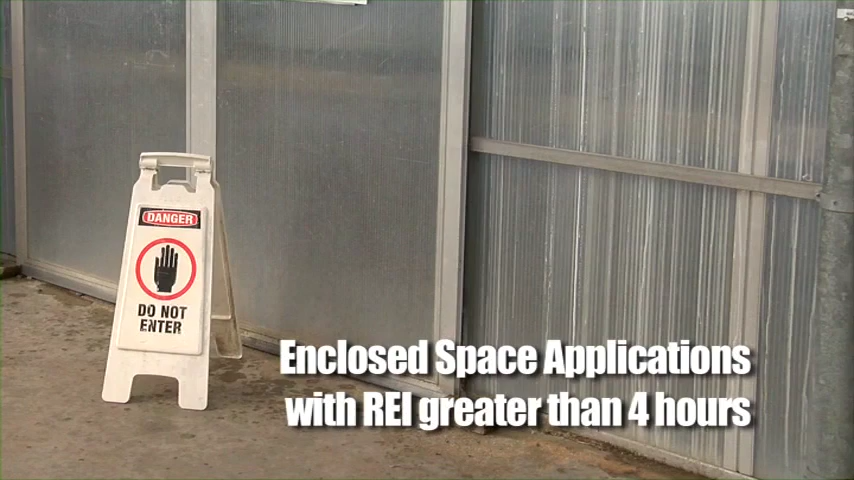 DANGER
DO NOT
ENTER
Enclosed Space Applications
with REI greater than 4 hours